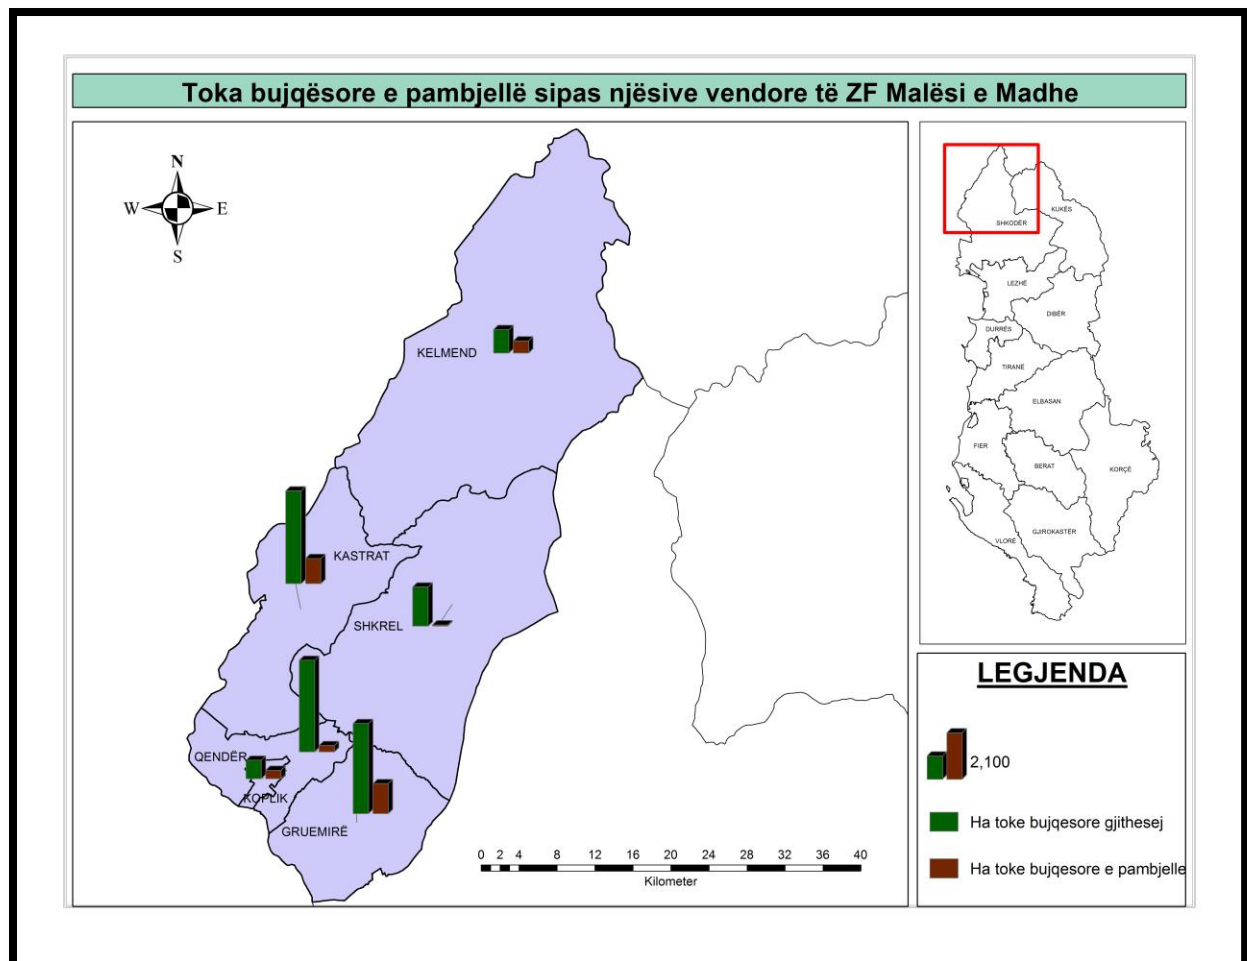 Toka bujqësore e pambjellë sipas njësive vendore të ZF Malësi e Madhe
N
W E
S
KELMEND
KASTRAT
SHKREL
QENDËR
KOPLIK
GRUEMIRË
0 2 4 8 12 16 20 24 28 32 36 40
Kilometer
SHKODËR
KUKËS
LEZHË
DIBËR
DURRËS
TIRANË
ELBASAN
FIER
BERAT
KORÇË
GJIROKASTËR
VLORË
LEGJENDA
2,100
Ha toke bujqesore gjithesej
Ha toke bujqesore e pambjelle